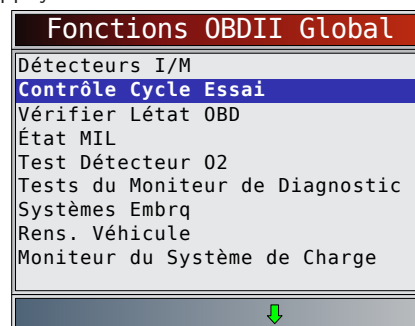 Fonctions OBDII Global
Détecteurs I/M
Contrôle Cycle Essai
Vérifier Létat OBD
État MIL
Test Détecteur O2
Tests du Moniteur de Diagnostic
Systèmes Embrq
Rens. Véhicule
Moniteur du Système de Charge